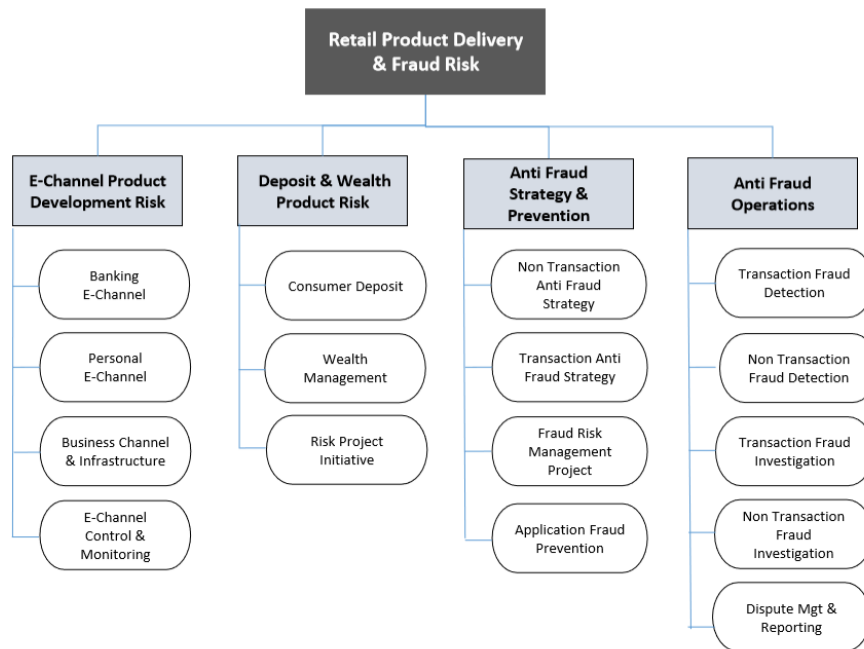 Retail Product Delivery
& Fraud Risk
E-Channel Product
Development Risk
Banking
E-Channel
Personal
E-Channel
Business Channel
& Infrastructure
E-Channel
Control &
Monitoring
Deposit & Wealth
Product Risk
Consumer Deposit
Wealth
Management
Risk Project
Initiative
Anti Fraud
Strategy &
Prevention
Non Transaction
Anti Fraud
Strategy
Transaction Anti
Fraud Strategy
Fraud Risk
Management
Project
Application Fraud
Prevention
Anti Fraud
Operations
Transaction Fraud
Detection
Non Transaction
Fraud Detection
Transaction Fraud
Investigation
Non Transaction
Fraud
Investigation
Dispute Mgt &
Reporting